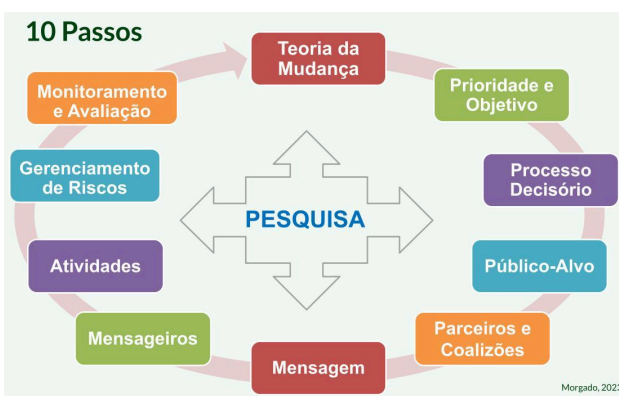 10 Passos
Teoria da
Mudança
Prioridade e
Objetivo
Processo
Decisório
Público-Alvo
Parceiros e
Coalizões
Mensagem
Mensageiros
Atividades
Gerenciamento
de Riscos
Monitoramento
e Avaliação
PESQUISA
Morgado, 2023